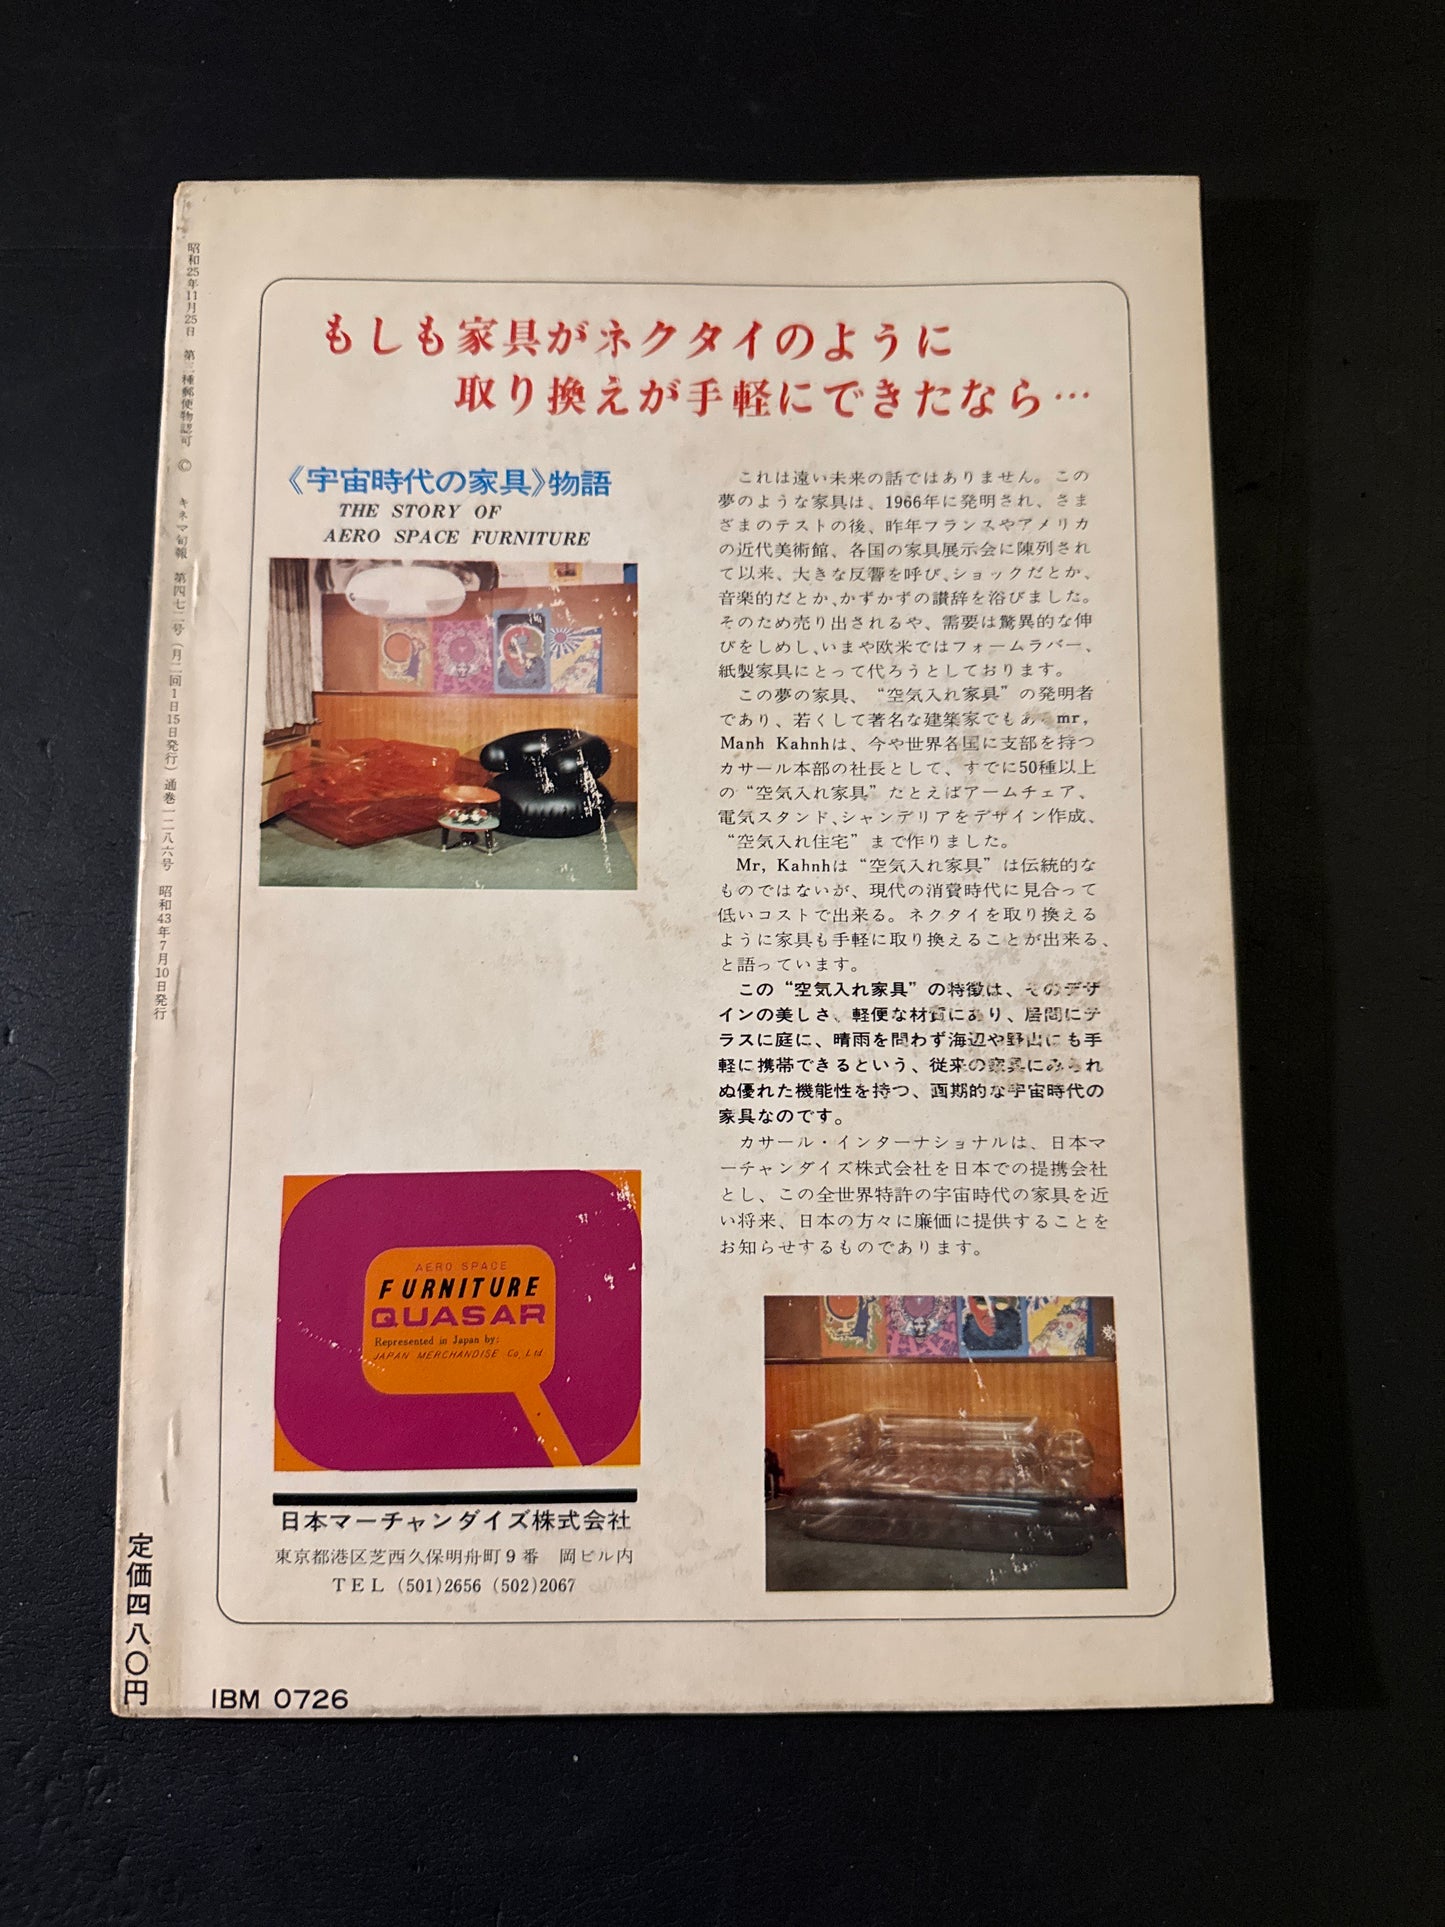 昭和25年11月25日 第三種郵便物認可 © キネマ旬報 第四七二号(月二回1日15日発行) 通巻一二八六号 昭和43年7月10日発行
もしも家具がネクタイのように
取り換えが手軽にできたなら…
《宇宙時代の家具》物語
THE STORY OF
AERO SPACE FURNITURE
これは遠い未来の話ではありません。この
夢のような家具は、1966年に発明され、さま
ざまのテストの後、昨年フランスやアメリカ
の近代美術館、各国の家具展示会に陳列され
て以来、大きな反響を呼び、ショックだとか、
音楽的だとか、かずかずの讃辞を浴びました。
そのため売り出されるや、需要は驚異的な伸
びをしめし、いまや欧米ではフォームラバー、
紙製家具にとって代ろうとしております。
この夢の家具、“空気入れ家具”の発明者
であり、若くして著名な建築家でもあるmr,
Manh Kahnhは、今や世界各国に支部を持つ
カサール本部の社長として、すでに50種以上
の“空気入れ家具”たとえばアームチェア、
電気スタンド、シャンデリアをデザイン作成、
“空気入れ住宅”まで作りました。
Mr, Kahnhは“空気入れ家具”は伝統的な
ものではないが、現代の消費時代に見合って
低いコストで出来る。ネクタイを取り換える
ように家具も手軽に取り換えることが出来る、
と語っています。
この“空気入れ家具”の特徴は、そのデザ
インの美しさ、軽便な材質にあり、居間にテ
ラスに庭に、晴雨を問わず海辺や野山にも手
軽に携帯できるという、従来の家具にみられ
ぬ優れた機能性を持つ、画期的な宇宙時代の
家具なのです。
カサール・インターナショナルは、日本マ
ーチャンダイズ株式会社を日本での提携会社
とし、この全世界特許の宇宙時代の家具を近
い将来、日本の方々に廉価に提供することを
お知らせするものであります。
AERO SPACE
FURNITURE
QUASAR
Represented in Japan by:
JAPAN MERCHANDISE Co,.Ltd
日本マーチャンダイズ株式会社
東京都港区芝西久保明舟町9番 岡ビル内
TEL (501)2656 (502)2067
定価四八〇円
IBM 0726